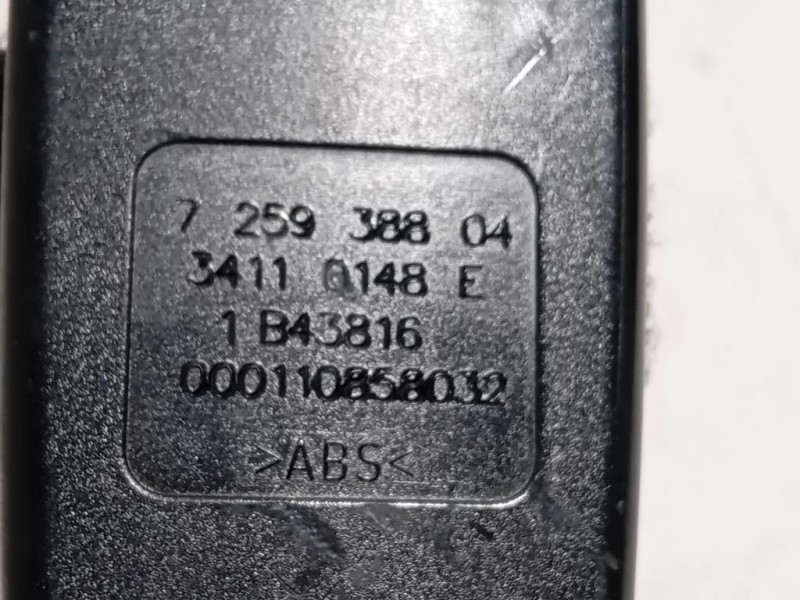 7 259 388 04
3411 0148 E
1 B43816
000110858032
>ABS<